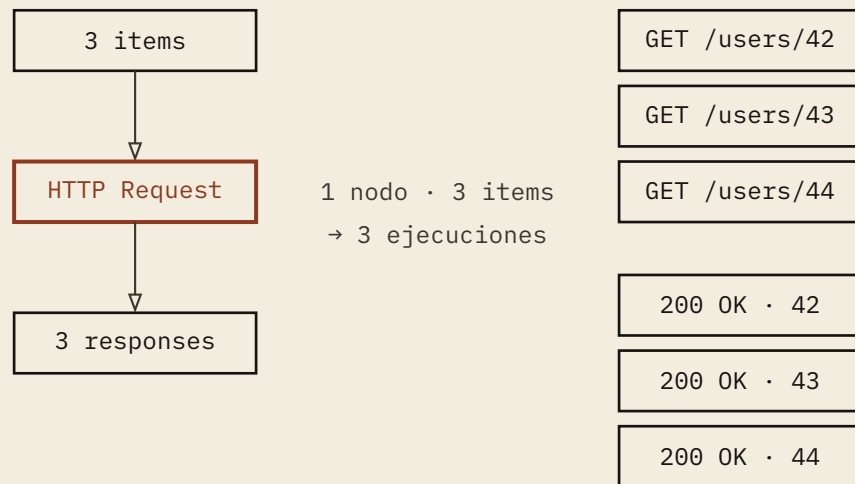 3 items
HTTP Request
3 responses
1 nodo · 3 items
→ 3 ejecuciones
GET /users/42
GET /users/43
GET /users/44
200 OK · 42
200 OK · 43
200 OK · 44